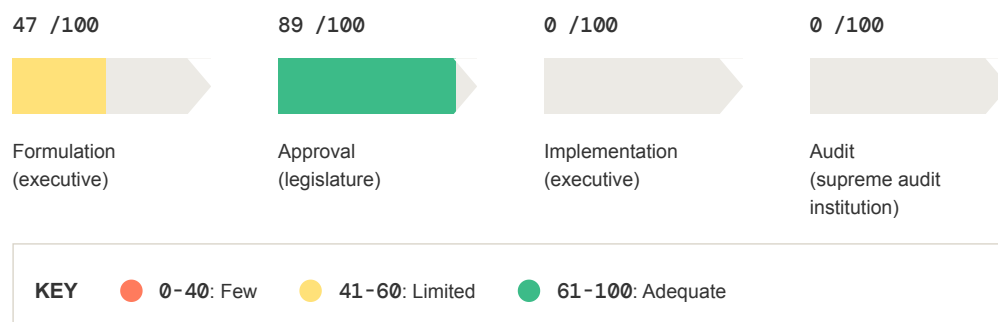 47 /100
89 /100
0 /100
0 /100
Formulation
(executive)
Approval
(legislature)
Implementation
(executive)
Audit
(supreme audit
institution)
KEY
0-40: Few
41-60: Limited
61-100: Adequate